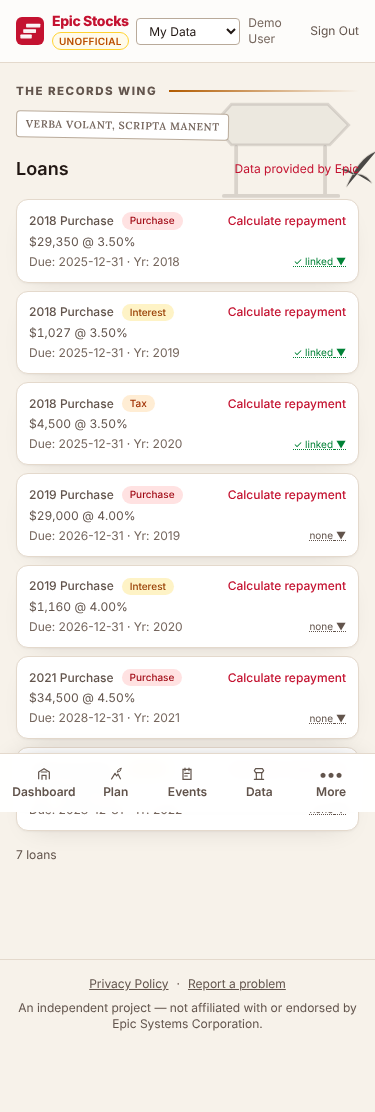 Epic Stocks
UNOFFICIAL
My Data
Demo User
Sign Out
THE RECORDS WING
VERBA VOLANT, SCRIPTA MANENT
Loans
Data provided by Epic
2018 Purchase Purchase Calculate repayment
$29,350 @ 3.50%
Due: 2025-12-31 · Yr: 2018 ✓ linked ▼
2018 Purchase Interest Calculate repayment
$1,027 @ 3.50%
Due: 2025-12-31 · Yr: 2019 ✓ linked ▼
2018 Purchase Tax Calculate repayment
$4,500 @ 3.50%
Due: 2025-12-31 · Yr: 2020 ✓ linked ▼
2019 Purchase Purchase Calculate repayment
$29,000 @ 4.00%
Due: 2026-12-31 · Yr: 2019 none ▼
2019 Purchase Interest Calculate repayment
$1,160 @ 4.00%
Due: 2026-12-31 · Yr: 2020 none ▼
2021 Purchase Purchase Calculate repayment
$34,500 @ 4.50%
Due: 2028-12-31 · Yr: 2021 none ▼
Dashboard Plan Events Data More
7 loans
Privacy Policy · Report a problem
An independent project — not affiliated with or endorsed by
Epic Systems Corporation.